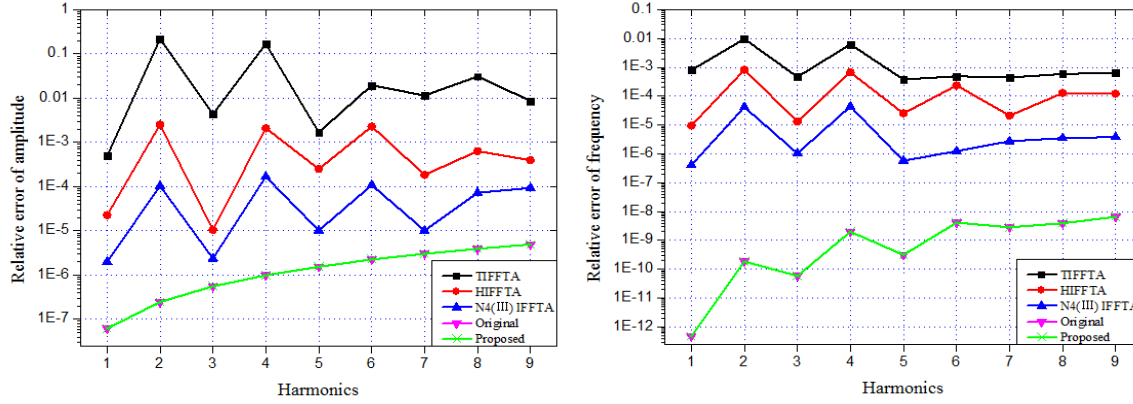 Relative error of amplitude
1
0.1
0.01
1E-3
1E-4
1E-5
1E-6
1E-7
1 2 3 4 5 6 7 8 9
Harmonics
TIFFTA
HIFFTA
N4(III) IFFTA
Original
Proposed
Relative error of frequency
0.1
0.01
1E-3
1E-4
1E-5
1E-6
1E-7
1E-8
1E-9
1E-10
1E-11
1E-12
1 2 3 4 5 6 7 8 9
Harmonics
TIFFTA
HIFFTA
N4(III) IFFTA
Original
Proposed